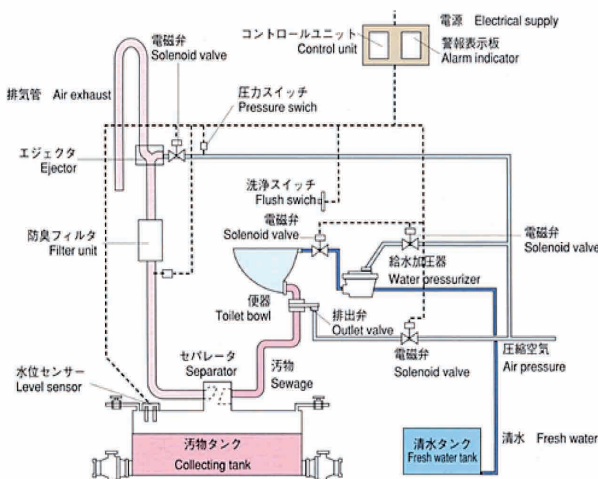 電源 Electrical supply
コントロールユニット
Control unit
警報表示板
Alarm indicator
電磁弁
Solenoid valve
排気管 Air exhaust
圧力スイッチ
Pressure swich
エジェクタ
Ejector
洗浄スイッチ
Flush swich
電磁弁
Solenoid valve
電磁弁
Solenoid valve
防臭フィルタ
Filter unit
給水加圧器
Water pressurizer
便器
Toilet bowl
排出弁
Outlet valve
圧縮空気
Air pressure
電磁弁
Solenoid valve
セパレータ
Separator
汚物
Sewage
水位センサー
Level sensor
汚物タンク
Collecting tank
清水タンク
Fresh water tank
清水 Fresh water